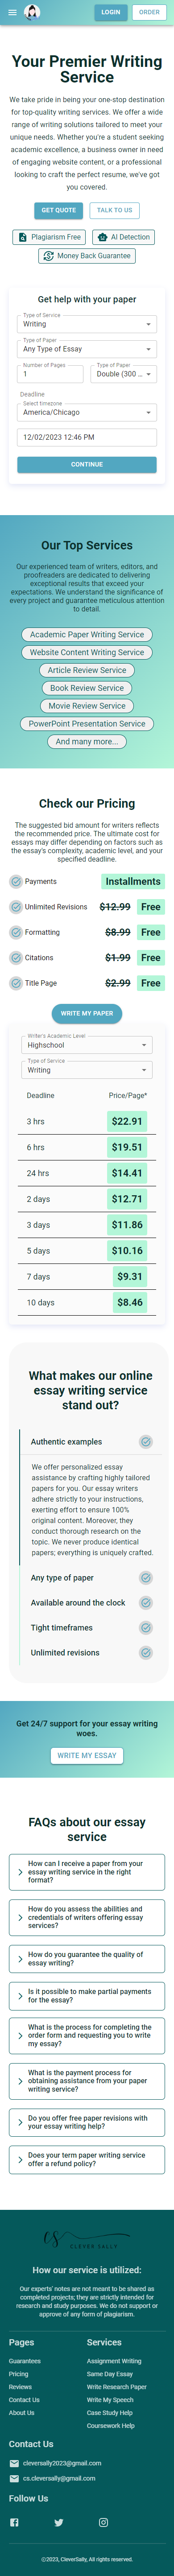 LOGIN
ORDER
Your Premier Writing
Service
We take pride in being your one-stop destination
for top-quality writing services. We offer a wide
range of writing solutions tailored to meet your
unique needs. Whether you're a student seeking
academic excellence, a business owner in need
of engaging website content, or a professional
looking to craft the perfect resume, we've got
you covered.
GET QUOTE
TALK TO US
Plagiarism Free
AI Detection
Money Back Guarantee
Get help with your paper
Type of Service
Writing
Type of Paper
Any Type of Essay
Number of Pages
1
Type of Paper
Double (300 ...
Deadline
Select timezone
America/Chicago
12/02/2023 12:46 PM
CONTINUE
Our Top Services
Our experienced team of writers, editors, and
proofreaders are dedicated to delivering
exceptional results that exceed your
expectations. We understand the significance of
every project and giving meticulous attention
to detail.
Academic Paper Writing Service
Website Content Writing Service
Article Review Service
Book Review Service
Movie Review Service
PowerPoint Presentation Service
And many more...
Check our Pricing
The suggested bid amount for writers reflects
the recommended price. The ultimate cost for
essays may differ depending on factors such as
the essay's complexity, academic level, and your
specified deadline.
Payments
Installments
Unlimited Revisions
$12.99
Free
Formatting
$8.99
Free
Citations
$1.99
Free
Title Page
$2.99
Free
WRITE MY PAPER
Writer's Academic Level
Highschool
Type of Service
Writing
Deadline
Price/Page*
3 hrs
$22.91
6 hrs
$19.51
24 hrs
$14.41
2 days
$12.71
3 days
$11.86
5 days
$10.16
7 days
$9.31
10 days
$8.46
What makes our online
essay writing service
stand out?
Authentic examples
We offer personalized essay
assistance by crafting highly tailored
papers for you. Our essay writers
adhere strictly to your instructions,
exerting effort to ensure 100%
original content. Moreover, they
conduct thorough research on the
topic. We never produce identical
papers; everything is uniquely crafted.
Any type of paper
Available around the clock
Tight timeframes
Unlimited revisions
Get 24/7 support for your essay writing
woes.
WRITE MY ESSAY
FAQs about our essay
service
How can I receive a paper from your
essay writing service in the right
format?
How do you assess the abilities and
credentials of writers offering essay
services?
How do you guarantee the quality of
essay writing?
Is it possible to make partial payments
for the essay?
What is the process for completing the
order form and requesting you to write
my essay?
What is the payment process for
obtaining assistance from your paper
writing service?
Do you offer free paper revisions with
your essay writing help?
Does your term paper writing service
offer a refund policy?
CS
CLEVER SALLY
How our service is utilized:
Our experts' notes are not meant to be shared as
completed projects; they are strictly intended for
research and study purposes. We do not support or
approve of any form of plagiarism.
Pages
Guarantees
Pricing
Reviews
Contact Us
About Us
Services
Assignment Writing
Same Day Essay
Write Research Paper
Write My Speech
Case Study Help
Coursework Help
Contact Us
cleversally2023@gmail.com
cs.cleversally@gmail.com
Follow Us
©2023, CleverSally, All rights reserved.